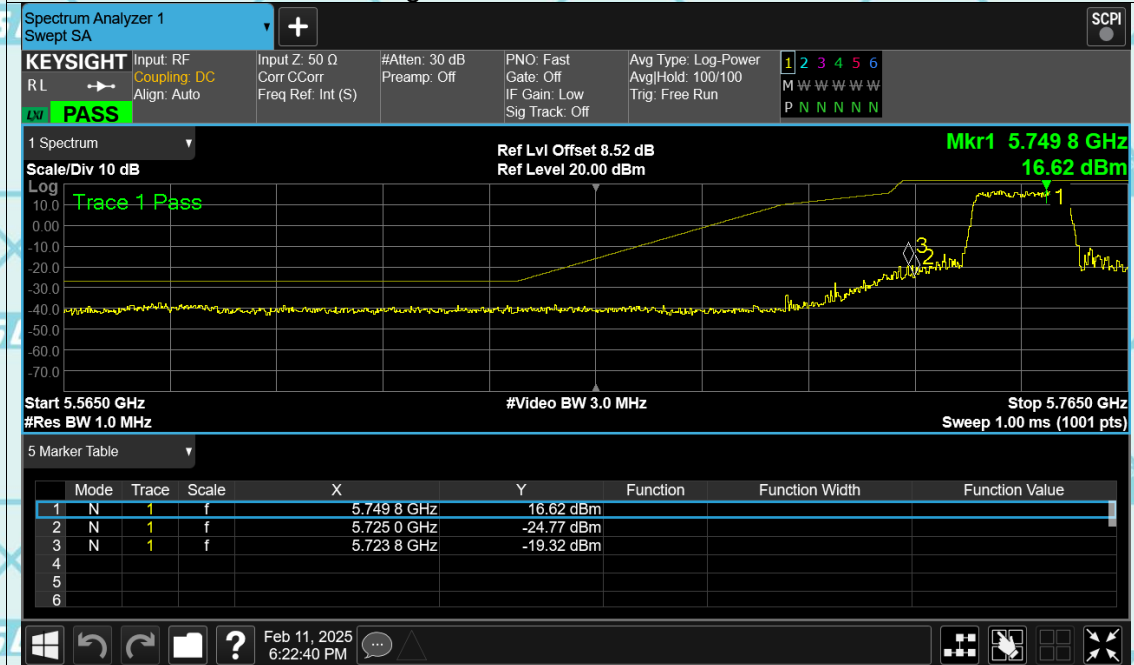 Spectrum Analyzer 1
Swept SA
+
SCPI
KEYSIGHT
RL
LXI PASS
Input: RF
Coupling: DC
Align: Auto
Input Z: 50 Ω
Corr CCorr
Freq Ref: Int (S)
#Atten: 30 dB
Preamp: Off
PNO: Fast
Gate: Off
IF Gain: Low
Sig Track: Off
Avg Type: Log-Power
Avg|Hold: 100/100
Trig: Free Run
1 2 3 4 5 6
M W W W W W
P N N N N N
1 Spectrum
Scale/Div 10 dB
Ref Lvl Offset 8.52 dB
Ref Level 20.00 dBm
Mkr1 5.749 8 GHz
16.62 dBm
Log
Trace 1 Pass
10.0
0.00
-10.0
-20.0
-30.0
-40.0
-50.0
-60.0
-70.0
1
3
2
Start 5.5650 GHz
#Res BW 1.0 MHz
#Video BW 3.0 MHz
Stop 5.7650 GHz
Sweep 1.00 ms (1001 pts)
5 Marker Table
Mode Trace Scale X Y Function Function Width Function Value
1 N 1 f 5.749 8 GHz 16.62 dBm
2 N 1 f 5.725 0 GHz -24.77 dBm
3 N 1 f 5.723 8 GHz -19.32 dBm
4
5
6
?
Feb 11, 2025
6:22:40 PM